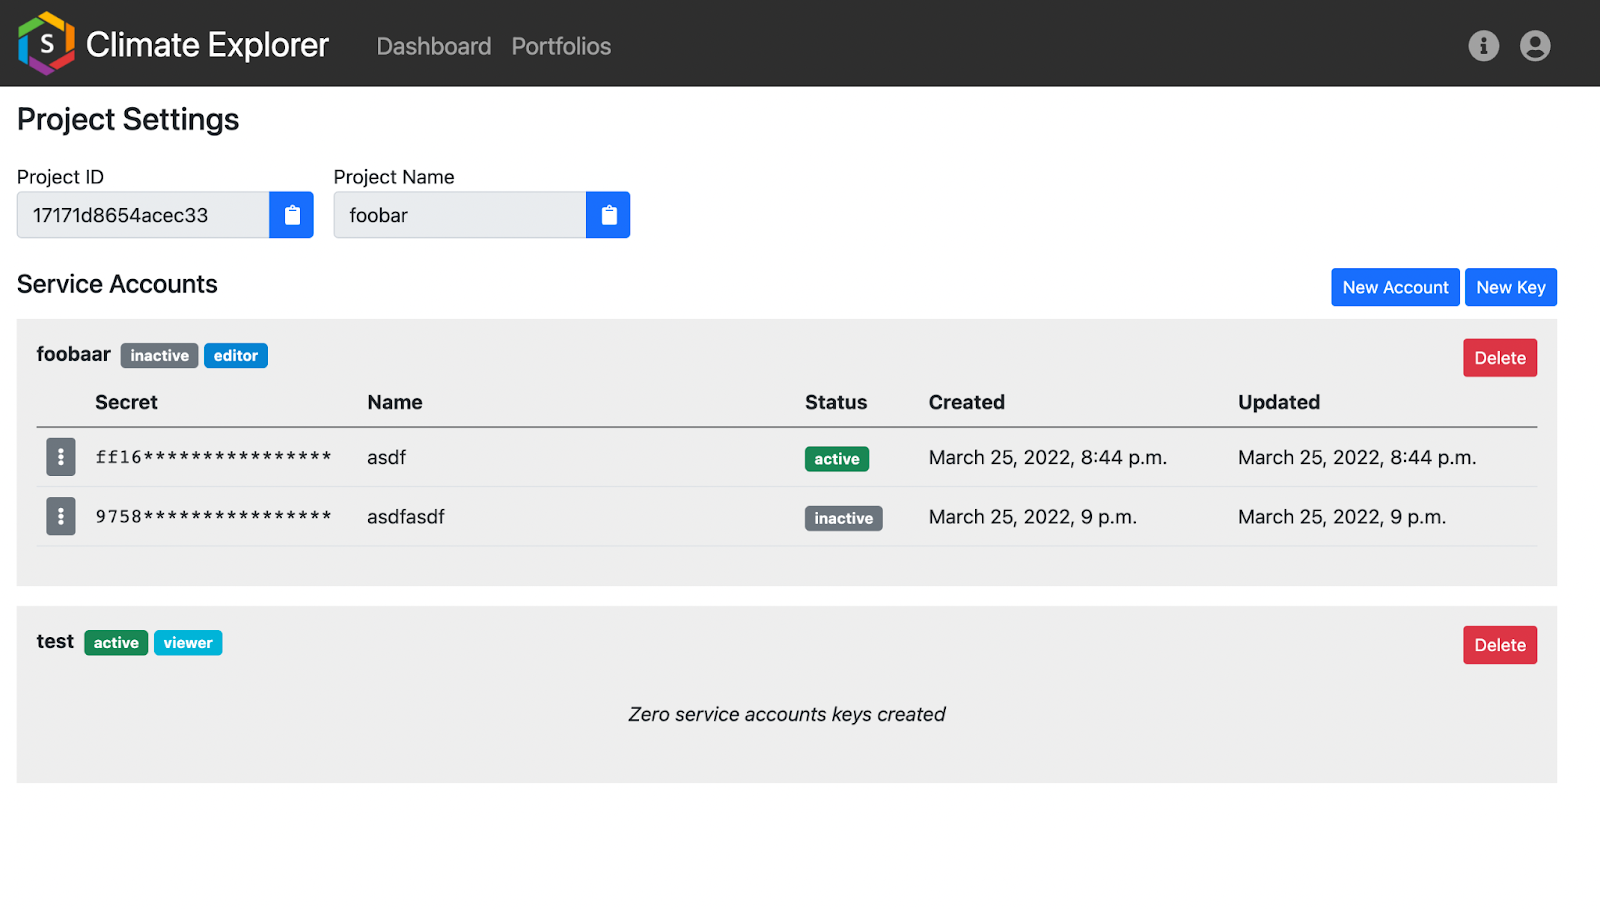 S Climate Explorer Dashboard Portfolios
Project Settings
Project ID Project Name
17171d8654acec33 foobar
Service Accounts New Account New Key
foobaar inactive editor Delete
Secret Name Status Created Updated
ff16**************** asdf active March 25, 2022, 8:44 p.m. March 25, 2022, 8:44 p.m.
9758**************** asdfasdf inactive March 25, 2022, 9 p.m. March 25, 2022, 9 p.m.
test active viewer Delete
Zero service accounts keys created